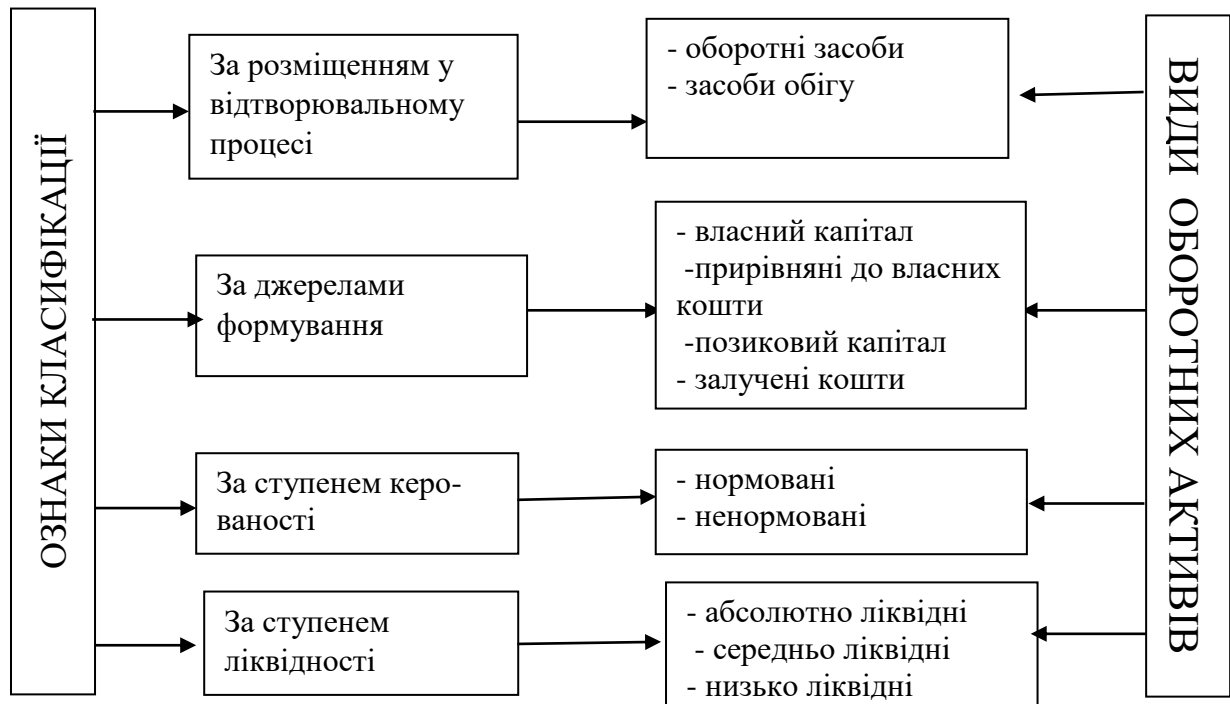 ОЗНАКИ КЛАСИФІКАЦІЇ
За розміщенням у
відтворювальному
процесі
- оборотні засоби
- засоби обігу
За джерелами
формування
- власний капітал
-прирівняні до власних
кошти
-позиковий капітал
- залучені кошти
За ступенем керо-
ваності
- нормовані
- ненормовані
За ступенем
ліквідності
- абсолютно ліквідні
- середньо ліквідні
- низько ліквідні
ВИДИ ОБОРОТНИХ АКТИВІВ